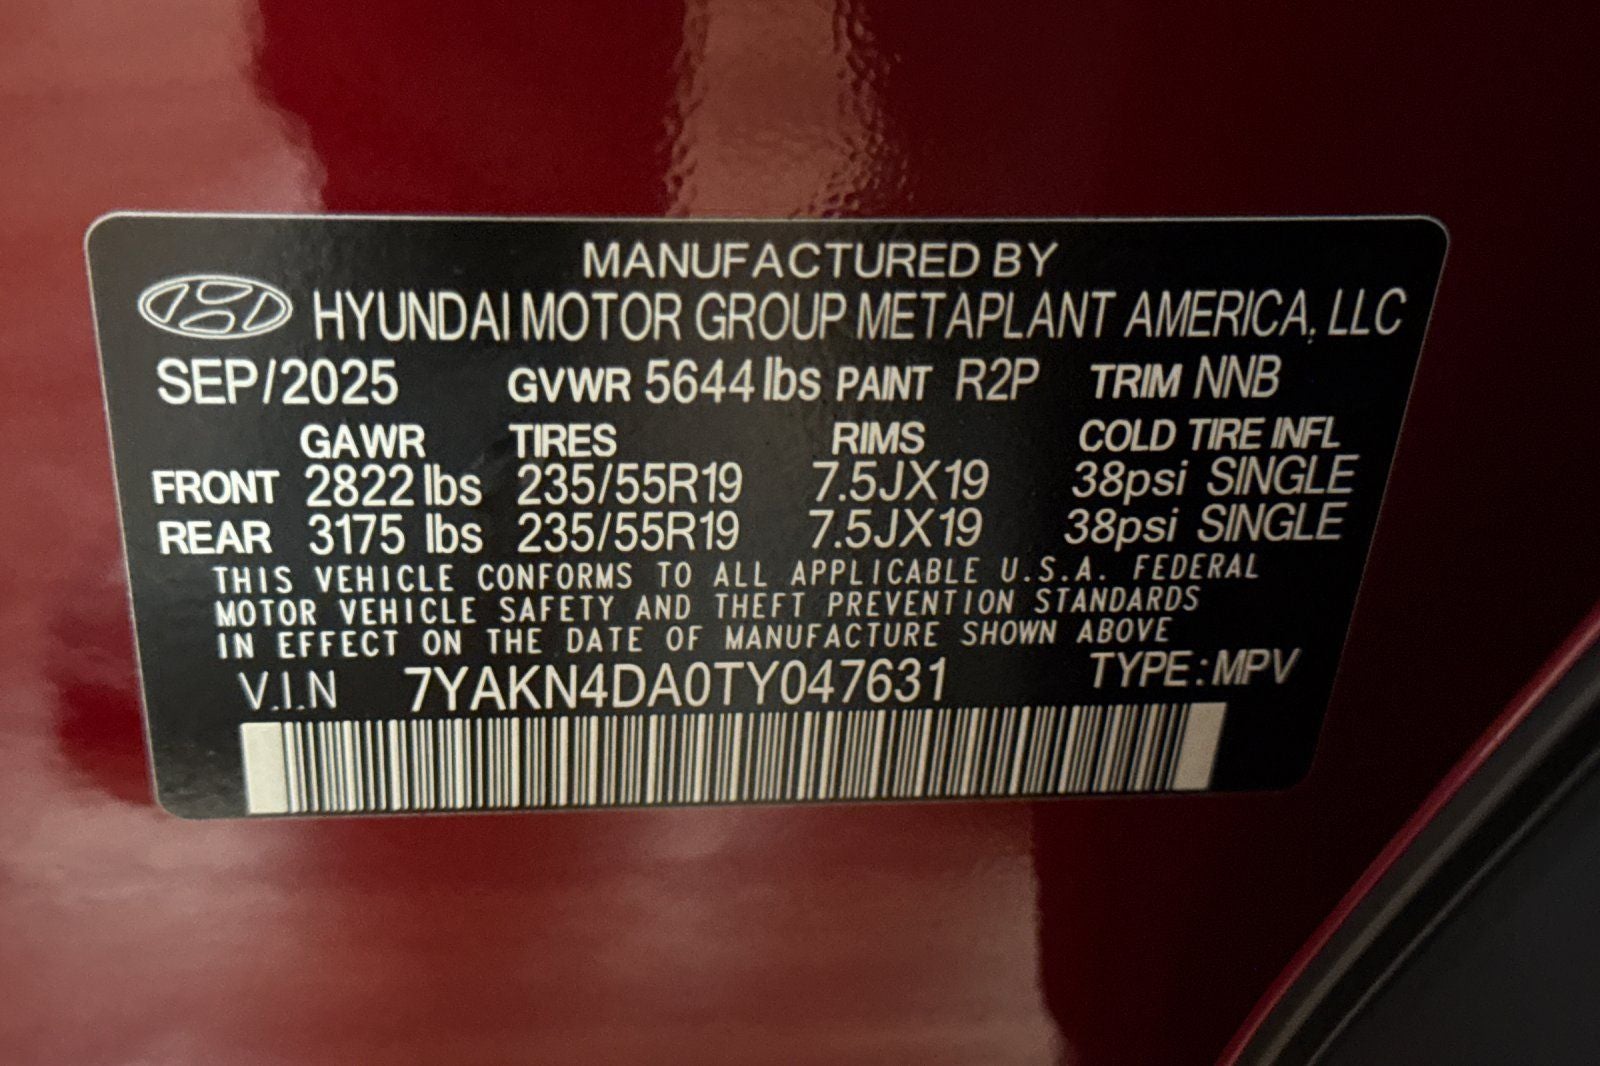 MANUFACTURED BY
HYUNDAI MOTOR GROUP METAPLANT AMERICA, LLC
SEP/2025 GVWR 5644 lbs PAINT R2P TRIM NNB
GAWR TIRES RIMS COLD TIRE INFL
FRONT 2822 lbs 235/55R19 7.5JX19 38psi SINGLE
REAR 3175 lbs 235/55R19 7.5JX19 38psi SINGLE
THIS VEHICLE CONFORMS TO ALL APPLICABLE U.S.A. FEDERAL
MOTOR VEHICLE SAFETY AND THEFT PREVENTION STANDARDS
IN EFFECT ON THE DATE OF MANUFACTURE SHOWN ABOVE
V.I.N 7YAKN4DA0TY047631 TYPE: MPV